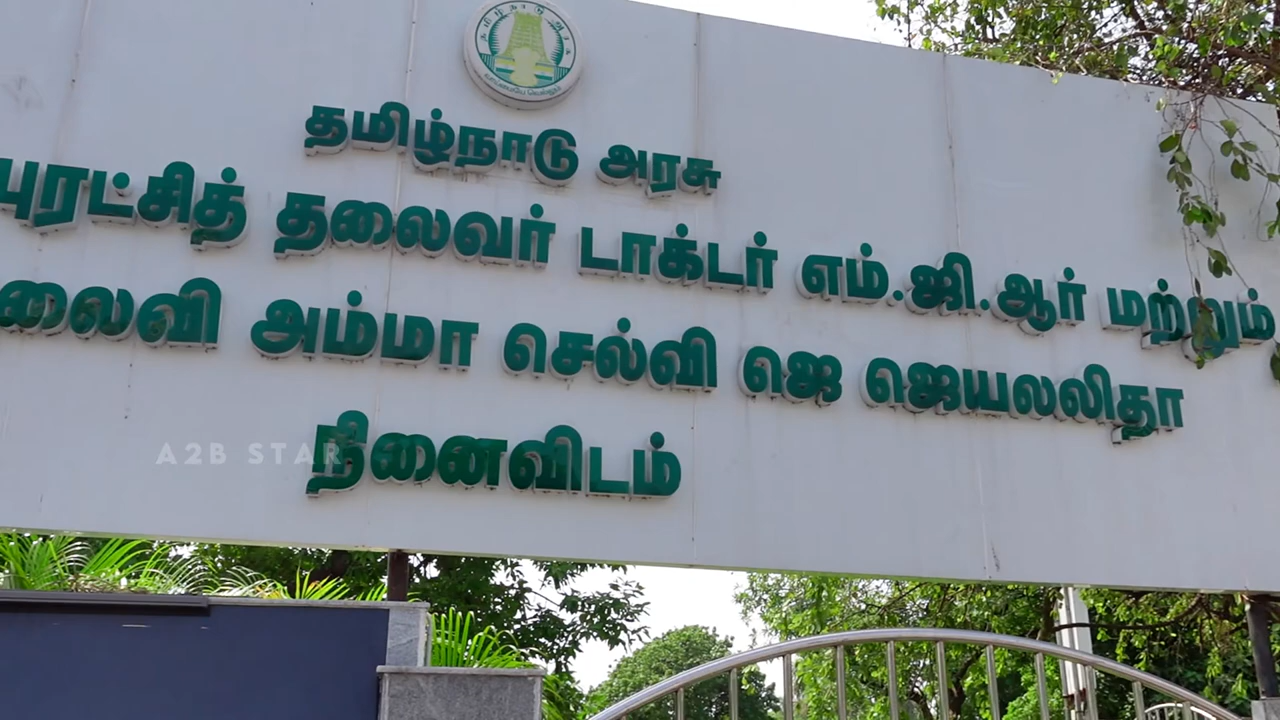 தமிழ்நாடு அரசு
புரட்சித் தலைவர் டாக்டர் எம்.ஜி.ஆர் மற்றும்
அம்மா செல்வி ஜெ ஜெயலலிதா
நினைவிடம்
A2B STAR